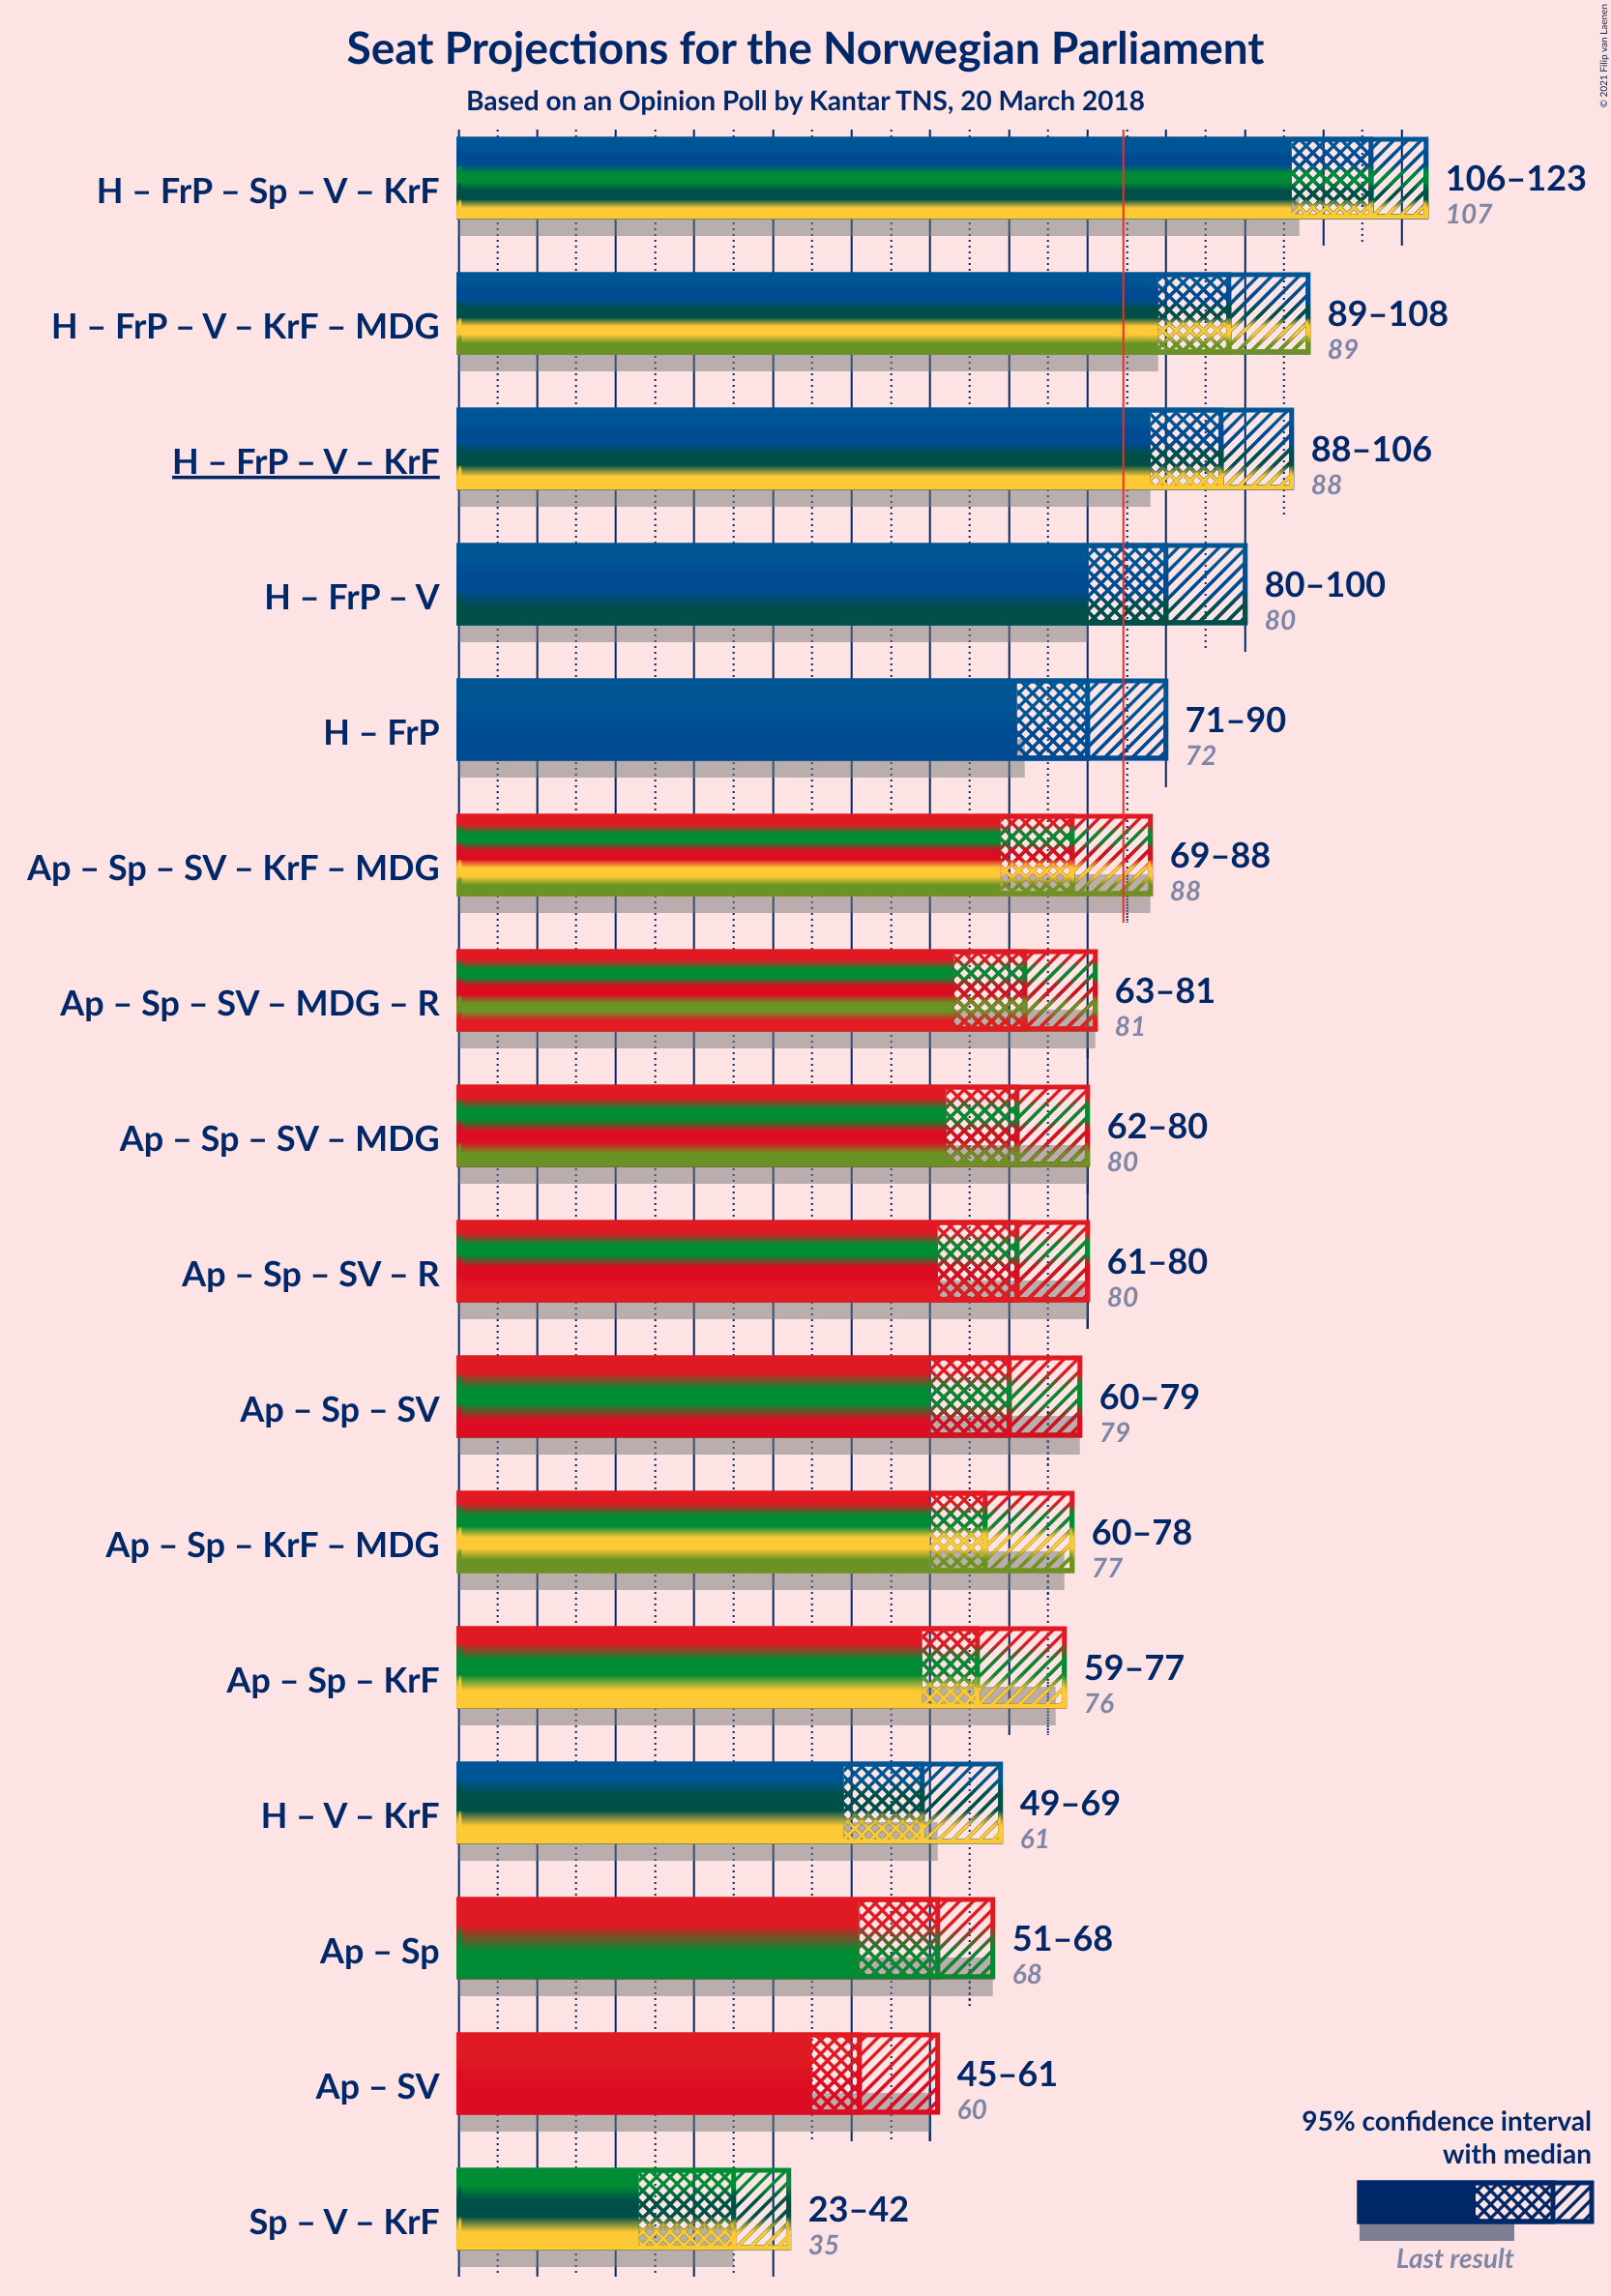 Seat Projections for the Norwegian Parliament
Based on an Opinion Poll by Kantar TNS, 20 March 2018
© 2021 Filip van Laenen
H – FrP – Sp – V – KrF
106–123
107
H – FrP – V – KrF – MDG
89–108
89
H – FrP – V – KrF
88–106
88
H – FrP – V
80–100
80
H – FrP
71–90
72
Ap – Sp – SV – KrF – MDG
69–88
88
Ap – Sp – SV – MDG – R
63–81
81
Ap – Sp – SV – MDG
62–80
80
Ap – Sp – SV – R
61–80
80
Ap – Sp – SV
60–79
79
Ap – Sp – KrF – MDG
60–78
77
Ap – Sp – KrF
59–77
76
H – V – KrF
49–69
61
Ap – Sp
51–68
68
Ap – SV
45–61
60
Sp – V – KrF
23–42
35
95% confidence interval
with median
Last result